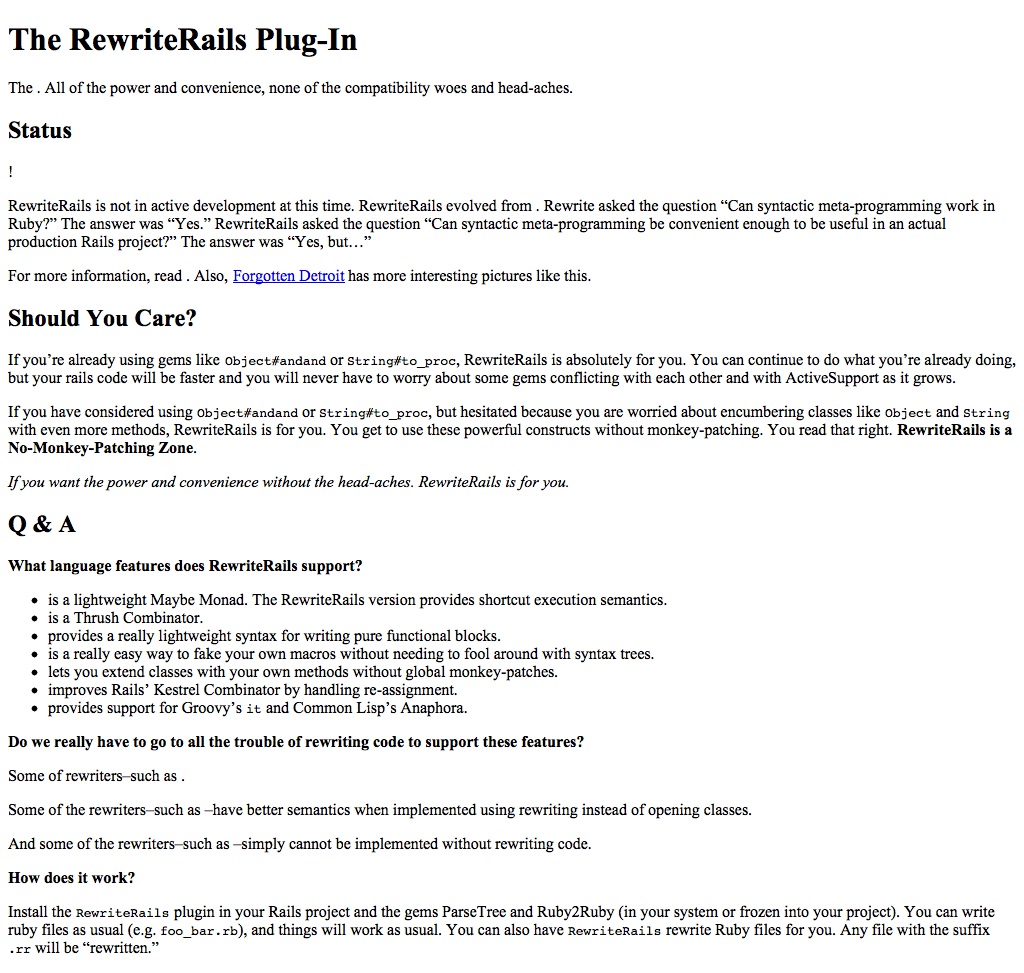 The RewriteRails Plug-In
The . All of the power and convenience, none of the compatibility woes and head-aches.
Status
!
RewriteRails is not in active development at this time. RewriteRails evolved from . Rewrite asked the question “Can syntactic meta-programming work in
Ruby?” The answer was “Yes.” RewriteRails asked the question “Can syntactic meta-programming be convenient enough to be useful in an actual
production Rails project?” The answer was “Yes, but…”
For more information, read . Also, Forgotten Detroit has more interesting pictures like this.
Should You Care?
If you’re already using gems like Object#andand or String#to_proc, RewriteRails is absolutely for you. You can continue to do what you’re already doing,
but your rails code will be faster and you will never have to worry about some gems conflicting with each other and with ActiveSupport as it grows.
If you have considered using Object#andand or String#to_proc, but hesitated because you are worried about encumbering classes like Object and String
with even more methods, RewriteRails is for you. You get to use these powerful constructs without monkey-patching. You read that right. RewriteRails is a
No-Monkey-Patching Zone.
If you want the power and convenience without the head-aches. RewriteRails is for you.
Q & A
What language features does RewriteRails support?
• is a lightweight Maybe Monad. The RewriteRails version provides shortcut execution semantics.
• is a Thrush Combinator.
• provides a really lightweight syntax for writing pure functional blocks.
• is a really easy way to fake your own macros without needing to fool around with syntax trees.
• lets you extend classes with your own methods without global monkey-patches.
• improves Rails’ Kestrel Combinator by handling re-assignment.
• provides support for Groovy’s it and Common Lisp’s Anaphora.
Do we really have to go to all the trouble of rewriting code to support these features?
Some of rewriters–such as .
Some of the rewriters–such as –have better semantics when implemented using rewriting instead of opening classes.
And some of the rewriters–such as –simply cannot be implemented without rewriting code.
How does it work?
Install the RewriteRails plugin in your Rails project and the gems ParseTree and Ruby2Ruby (in your system or frozen into your project). You can write
ruby files as usual (e.g. foo_bar.rb), and things will work as usual. You can also have RewriteRails rewrite Ruby files for you. Any file with the suffix
.rr will be “rewritten.”